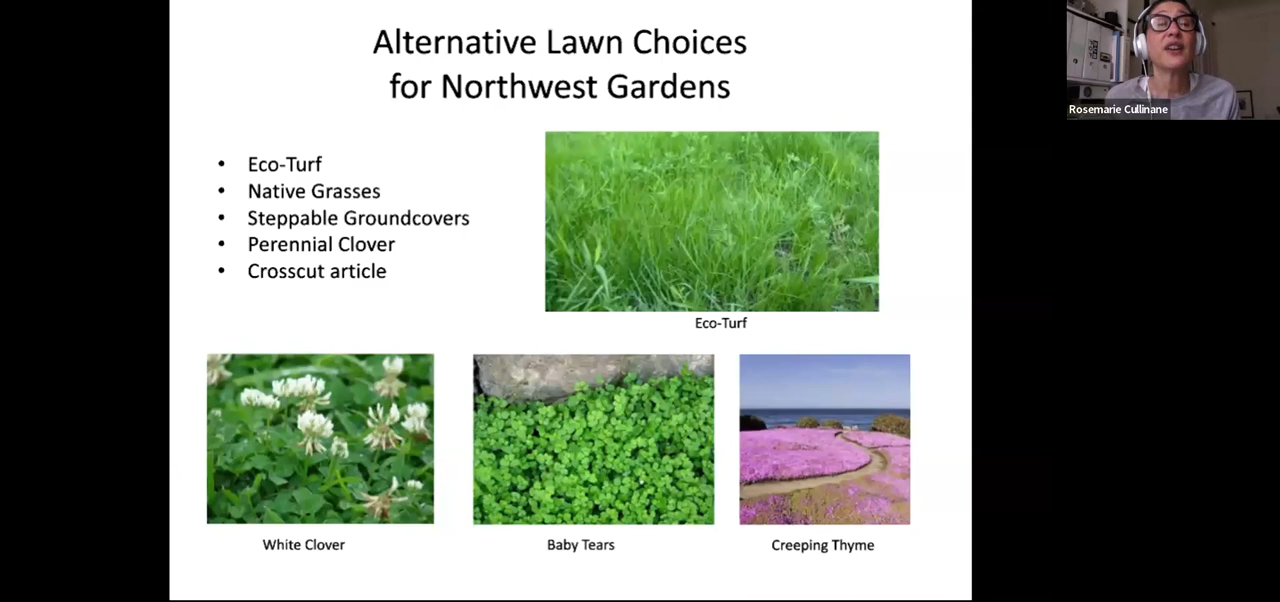 Alternative Lawn Choices
for Northwest Gardens
• Eco-Turf
• Native Grasses
• Steppable Groundcovers
• Perennial Clover
• Crosscut article
Eco-Turf
White Clover
Baby Tears
Creeping Thyme
Rosemarie Cullinane